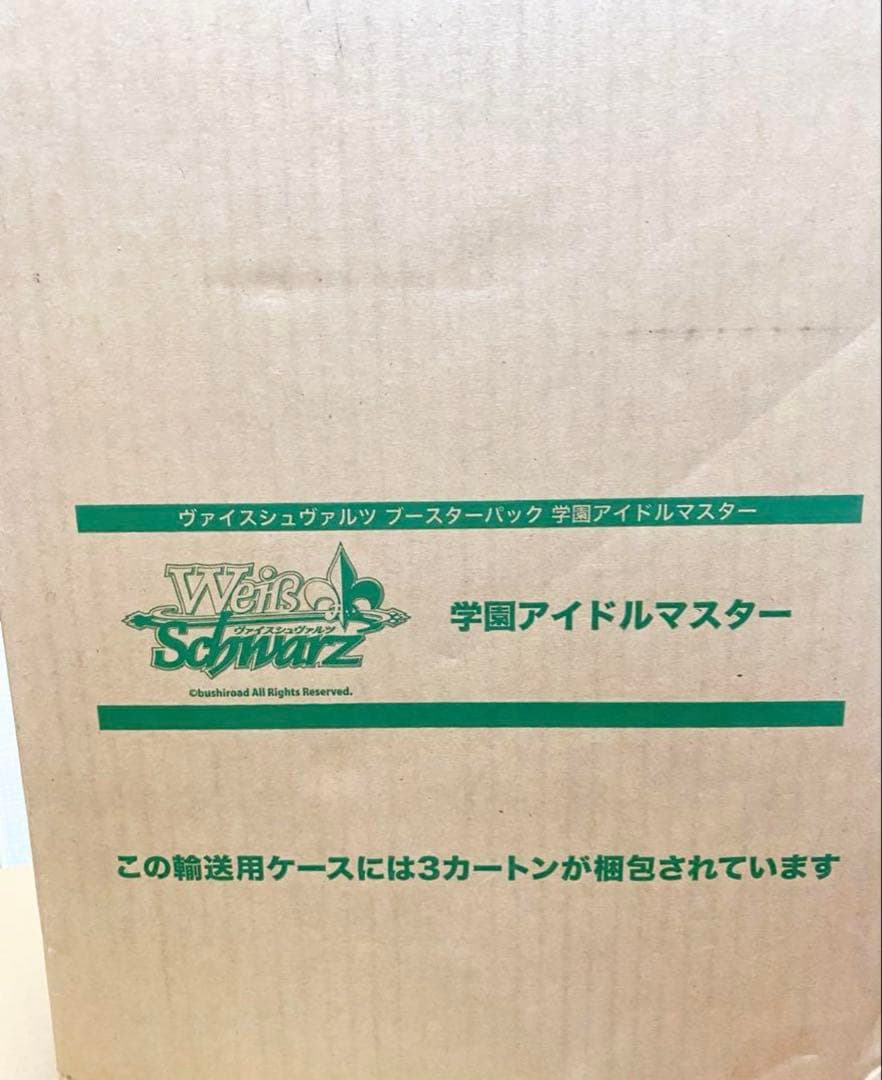 ヴァイスシュヴァルツ ブースターパック 学園アイドルマスター
Weiß
ヴァイスシュヴァルツ
Schwarz
©bushiroad All Rights Reserved.
学園アイドルマスター
この輸送用ケースには3カートンが梱包されています